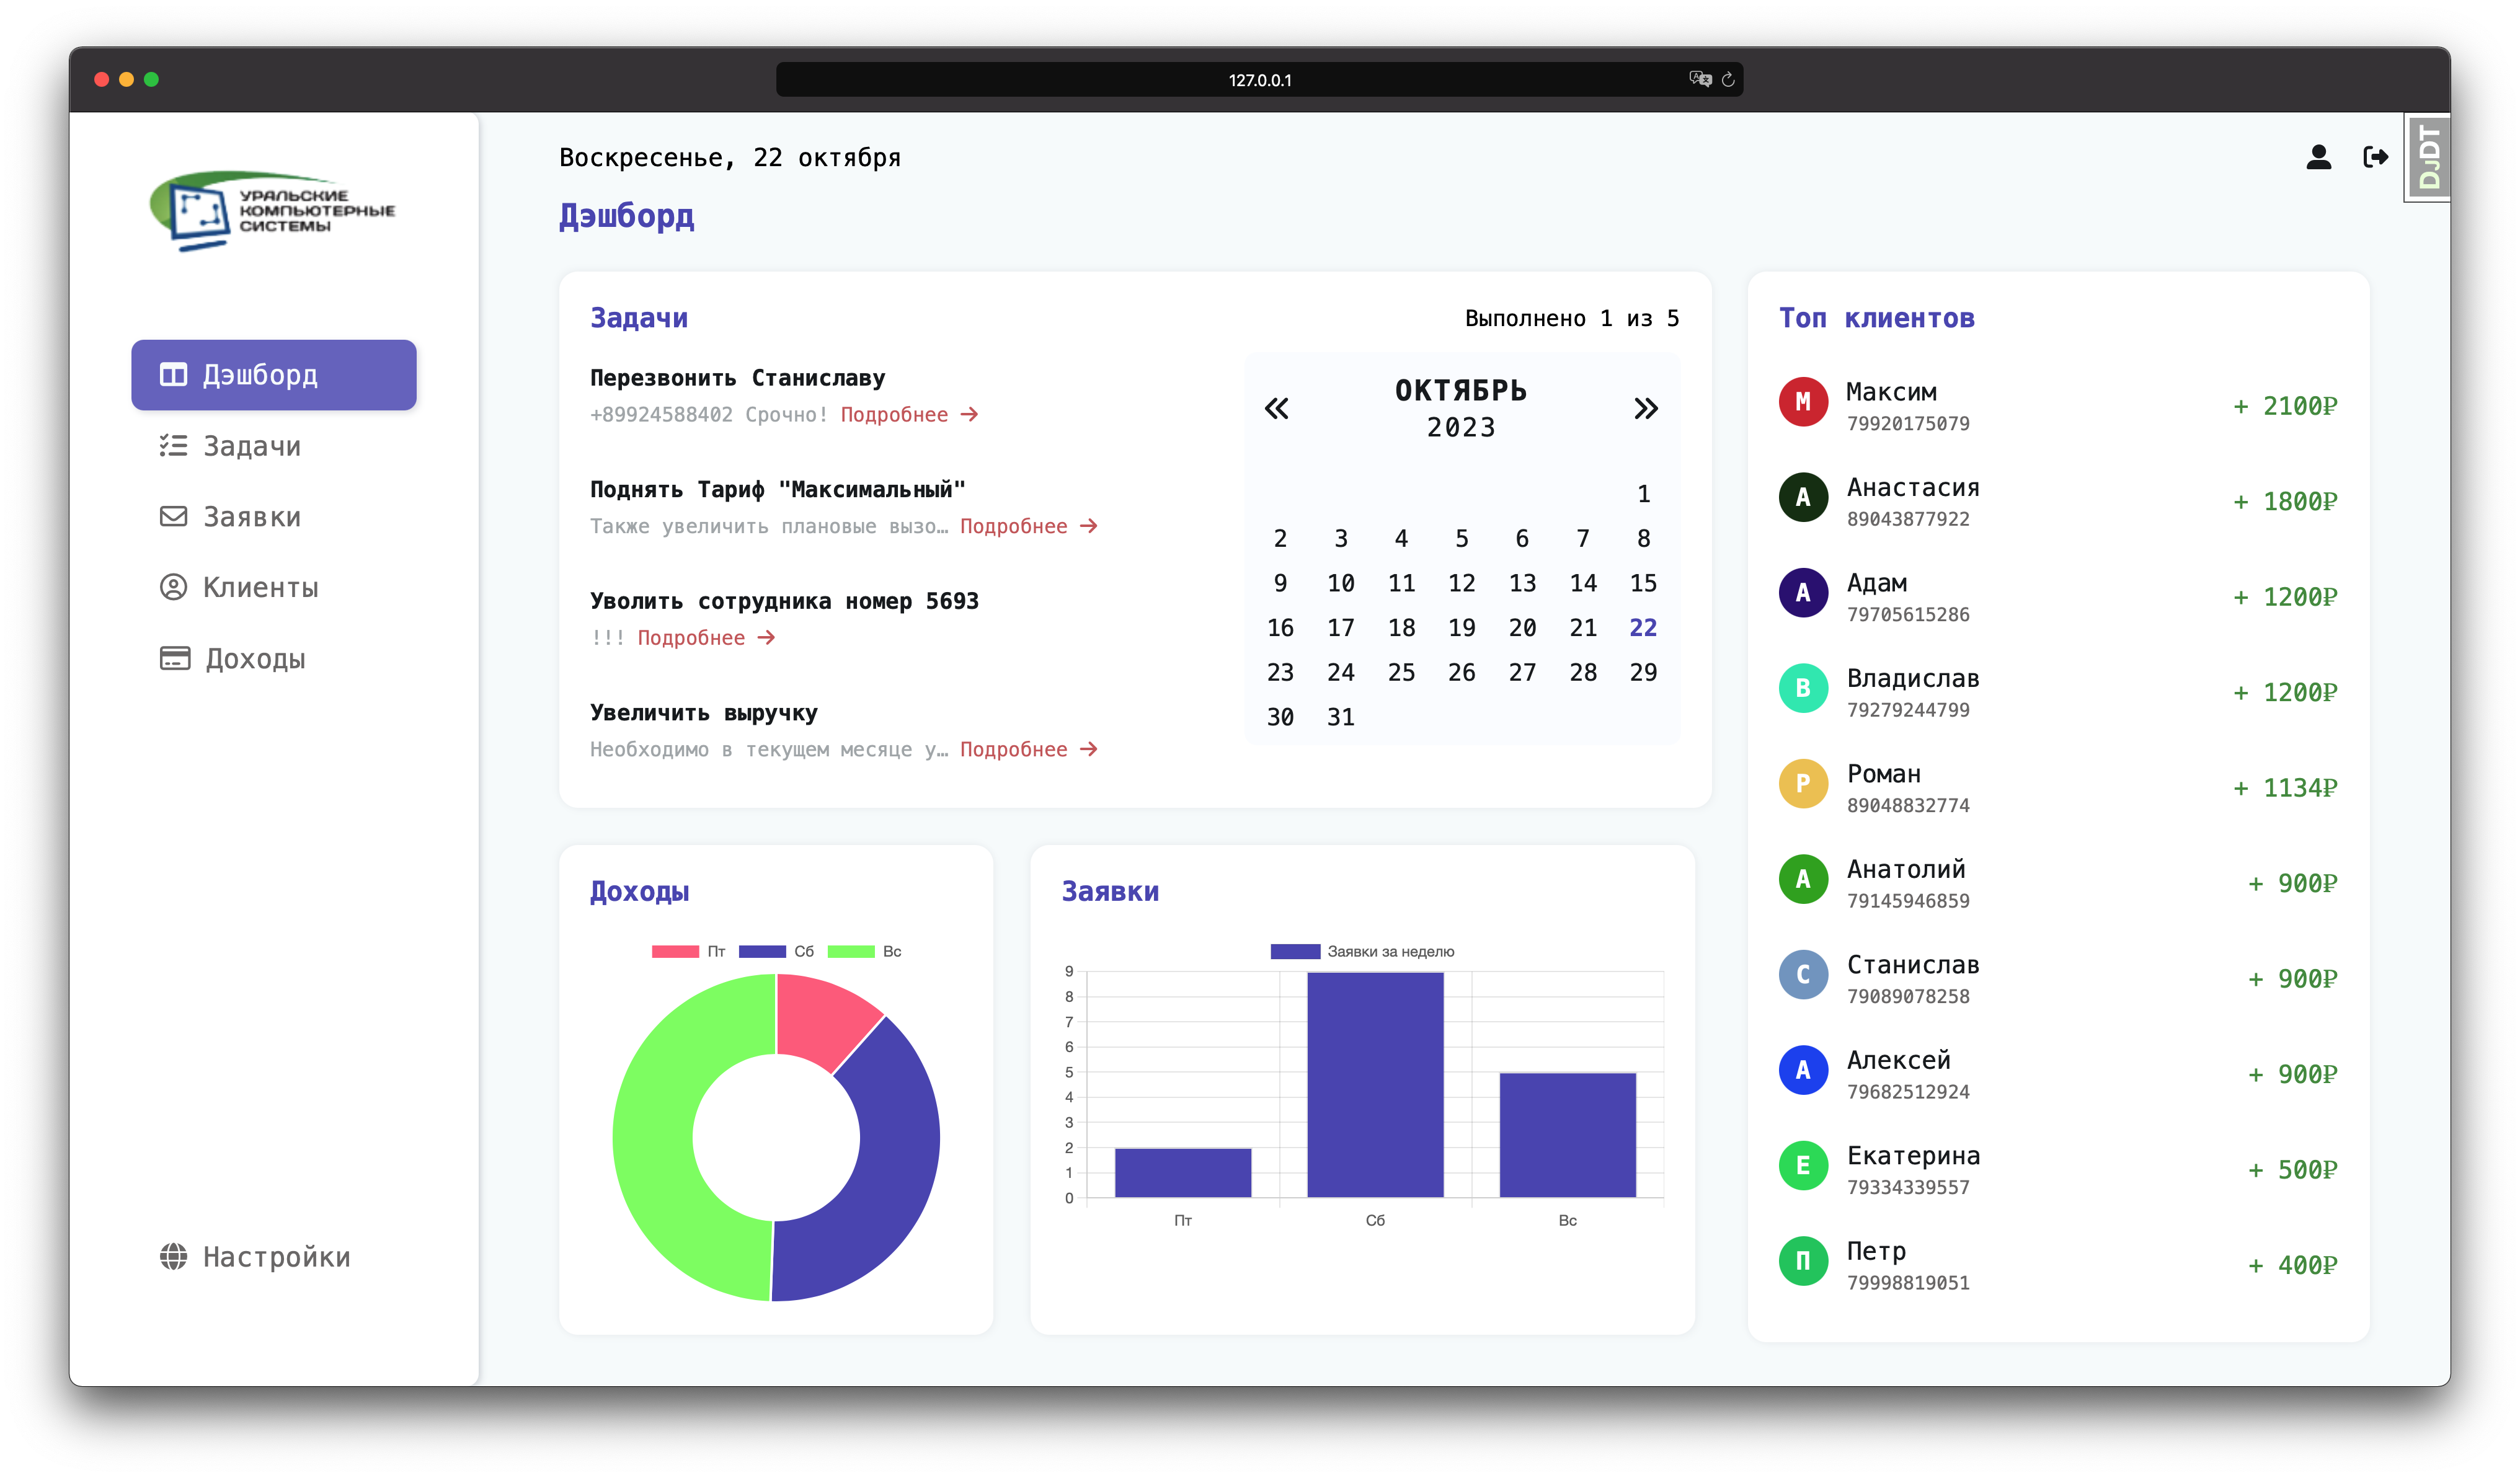 127.0.0.1
УРАЛЬСКИЕ
КОМПЬЮТЕРНЫЕ
СИСТЕМЫ
Дэшборд
Задачи
Заявки
Клиенты
Доходы
Настройки
Воскресенье, 22 октября
DjDT
Дэшборд
Задачи
Выполнено 1 из 5
Перезвонить Станиславу
+89924588402 Срочно! Подробнее →
Поднять Тариф "Максимальный"
Также увеличить плановые вызо… Подробнее →
Уволить сотрудника номер 5693
!!! Подробнее →
Увеличить выручку
Необходимо в текущем месяце у… Подробнее →
ОКТЯБРЬ
2023
1
2 3 4 5 6 7 8
9 10 11 12 13 14 15
16 17 18 19 20 21 22
23 24 25 26 27 28 29
30 31
Доходы
Пт Сб Вс
Заявки
Заявки за неделю
9
8
7
6
5
4
3
2
1
0
Пт Сб Вс
Топ клиентов
М Максим + 2100₽
79920175079
А Анастасия + 1800₽
89043877922
А Адам + 1200₽
79705615286
В Владислав + 1200₽
79279244799
Р Роман + 1134₽
89048832774
А Анатолий + 900₽
79145946859
С Станислав + 900₽
79089078258
А Алексей + 900₽
79682512924
Е Екатерина + 500₽
79334339557
П Петр + 400₽
79998819051